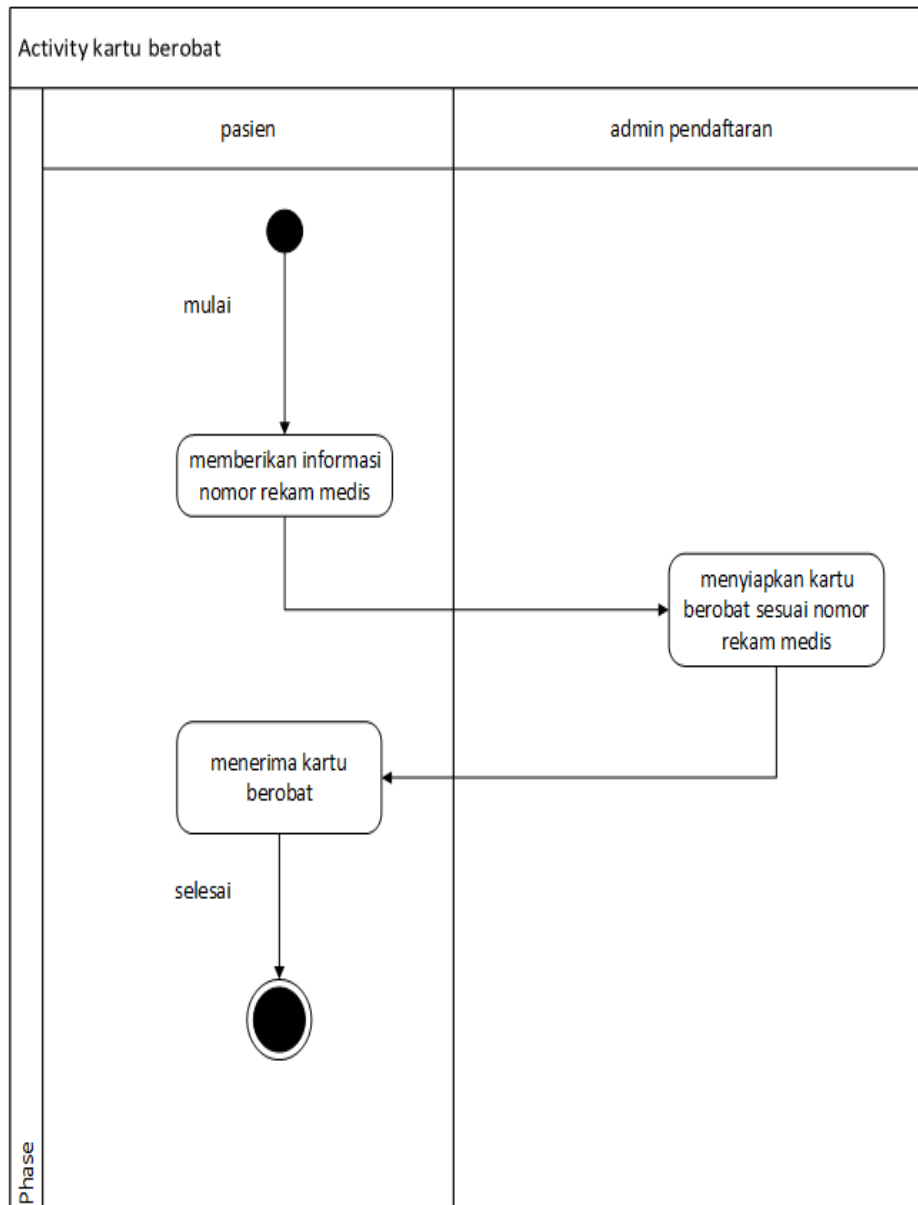 Activity kartu berobat
pasien
admin pendaftaran
mulai
memberikan informasi
nomor rekam medis
menyiapkan kartu
berobat sesuai nomor
rekam medis
menerima kartu
berobat
selesai
Phase